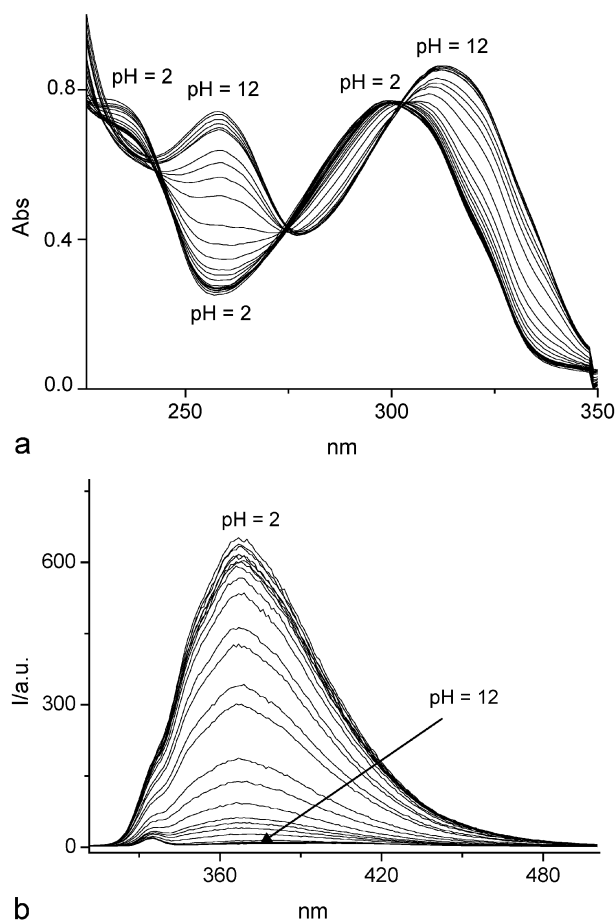 pH = 12
pH = 2
pH = 12
pH = 2
0.8
Abs
0.4
pH = 2
0.0
250
300
350
a
nm
pH = 2
600
I/a.u.
pH = 12
300
0
360
420
480
b
nm